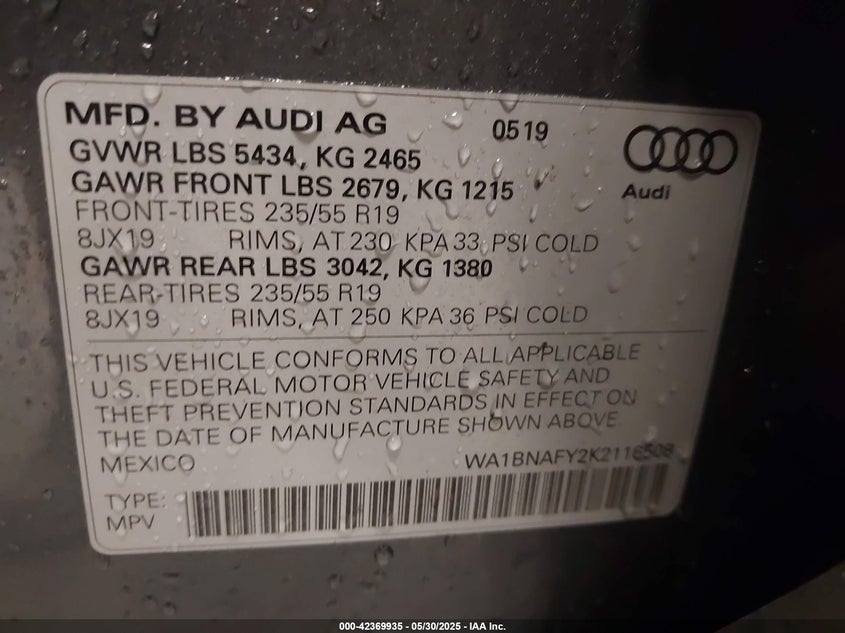 MFD. BY AUDI AG 0519
GVWR LBS 5434, KG 2465
GAWR FRONT LBS 2679, KG 1215
Audi
FRONT-TIRES 235/55 R19
8JX19 RIMS, AT 230 KPA 33 PSI COLD
GAWR REAR LBS 3042, KG 1380
REAR-TIRES 235/55 R19
8JX19 RIMS, AT 250 KPA 36 PSI COLD
THIS VEHICLE CONFORMS TO ALL APPLICABLE
U.S. FEDERAL MOTOR VEHICLE SAFETY AND
THEFT PREVENTION STANDARDS IN EFFECT ON
THE DATE OF MANUFACTURE SHOWN ABOVE.
MEXICO WA1BNAFY2K2116508
TYPE:
MPV
000-42369935 - 05/30/2025 - IAA Inc.